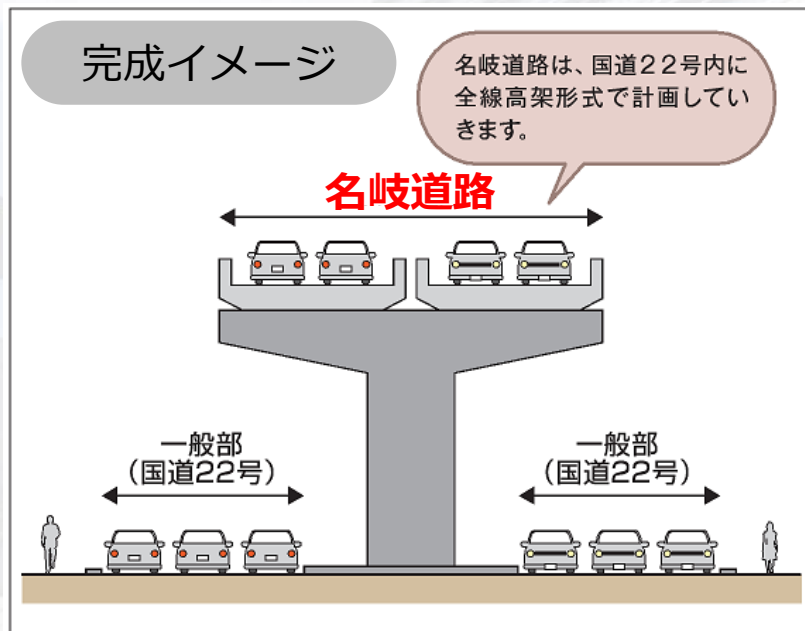 完成イメージ
名岐道路は、国道22号内に
全線高架形式で計画してい
きます。
名岐道路
一般部
（国道22号）
一般部
（国道22号）